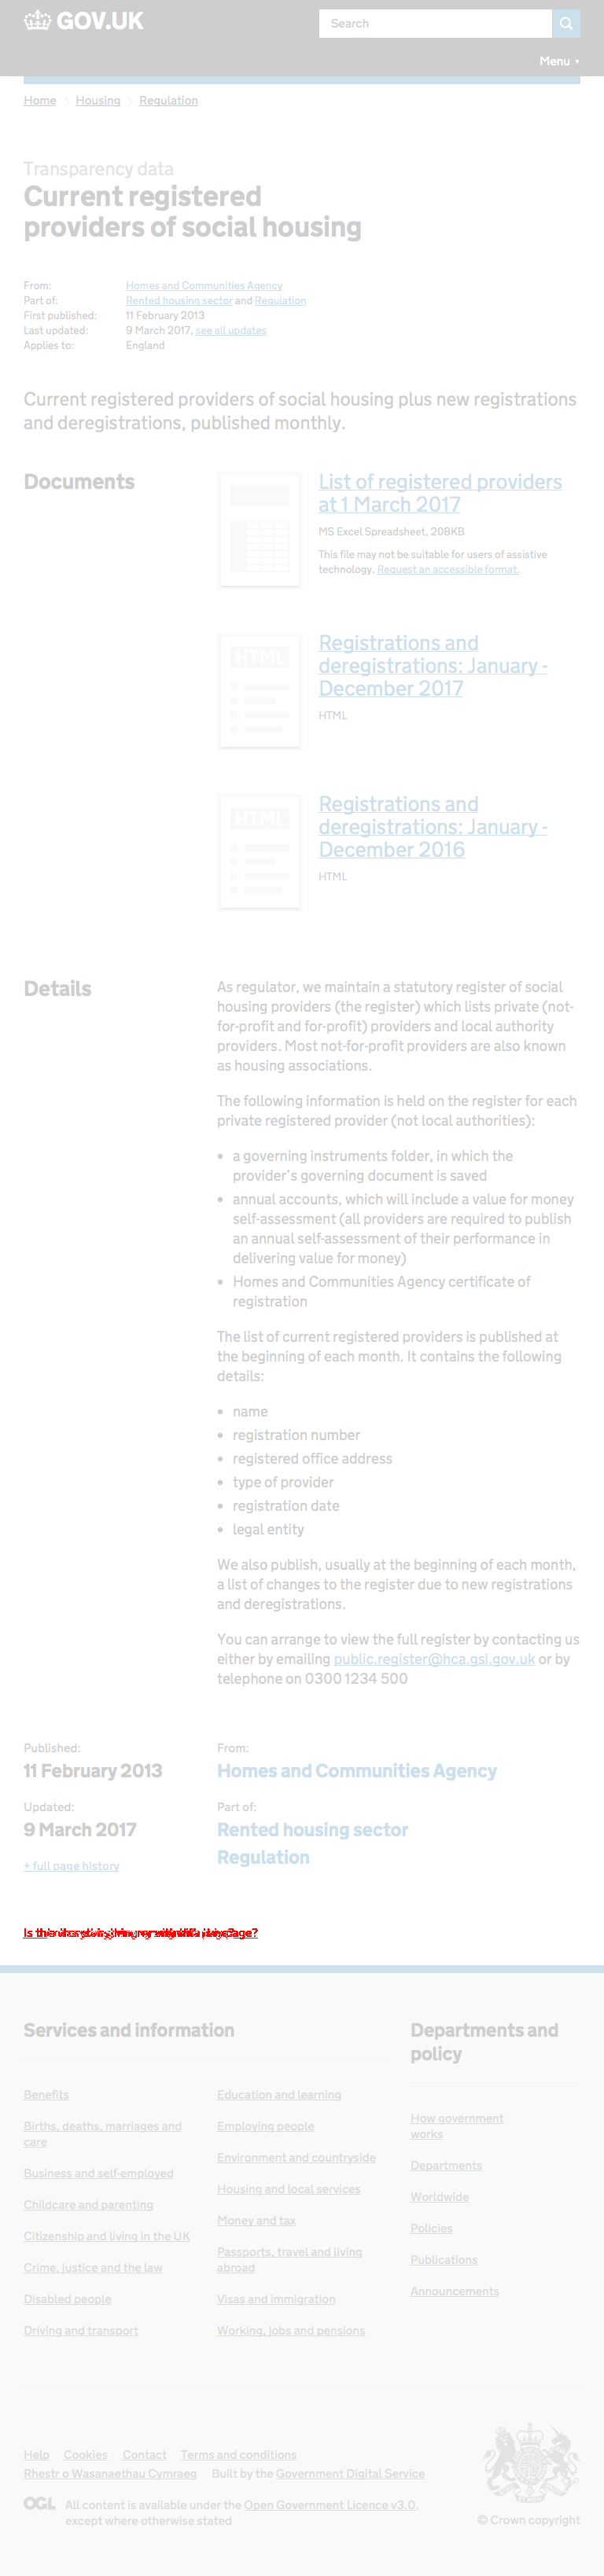 GOV.UK
Search
Menu ▼
Home
Housing
Regulation
Transparency data
Current registered
providers of social housing
From: Homes and Communities Agency
Part of: Rented housing sector and Regulation
First published: 11 February 2013
Last updated: 9 March 2017, see all updates
Applies to: England
Current registered providers of social housing plus new registrations
and deregistrations, published monthly.
Documents
List of registered providers
at 1 March 2017
MS Excel Spreadsheet, 208KB
This file may not be suitable for users of assistive
technology. Request an accessible format.
HTML
Registrations and
deregistrations: January -
December 2017
HTML
HTML
Registrations and
deregistrations: January -
December 2016
HTML
Details
As regulator, we maintain a statutory register of social
housing providers (the register) which lists private (not-
for-profit and for-profit) providers and local authority
providers. Most not-for-profit providers are also known
as housing associations.
The following information is held on the register for each
private registered provider (not local authorities):
• a governing instruments folder, in which the
provider's governing document is saved
• annual accounts, which will include a value for money
self-assessment (all providers are required to publish
an annual self-assessment of their performance in
delivering value for money)
• Homes and Communities Agency certificate of
registration
The list of current registered providers is published at
the beginning of each month. It contains the following
details:
• name
• registration number
• registered office address
• type of provider
• registration date
• legal entity
We also publish, usually at the beginning of each month,
a list of changes to the register due to new registrations
and deregistrations.
You can arrange to view the full register by contacting us
either by emailing public.register@hca.gsi.gov.uk or by
telephone on 0300 1234 500
Published:
11 February 2013
Updated:
9 March 2017
+ full page history
From:
Homes and Communities Agency
Part of:
Rented housing sector
Regulation
Services and information
Benefits
Births, deaths, marriages and
care
Business and self-employed
Childcare and parenting
Citizenship and living in the UK
Crime, justice and the law
Disabled people
Driving and transport
Education and learning
Employing people
Environment and countryside
Housing and local services
Money and tax
Passports, travel and living
abroad
Visas and immigration
Working, jobs and pensions
Departments and
policy
How government
works
Departments
Worldwide
Policies
Publications
Announcements
Help Cookies Contact Terms and conditions
Rhestr o Wasanaethau Cymraeg Built by the Government Digital Service
OGL All content is available under the Open Government Licence v3.0,
except where otherwise stated
© Crown copyright